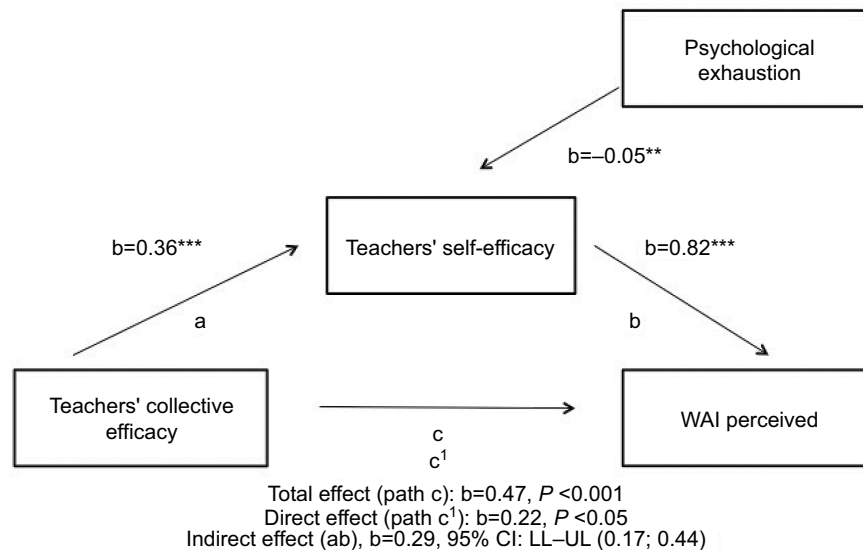 Psychological
exhaustion
b=–0.05**
Teachers' self-efficacy
b=0.36***
b=0.82***
a
b
Teachers' collective
efficacy
WAI perceived
c
c¹
Total effect (path c): b=0.47, P <0.001
Direct effect (path c¹): b=0.22, P <0.05
Indirect effect (ab), b=0.29, 95% CI: LL–UL (0.17; 0.44)